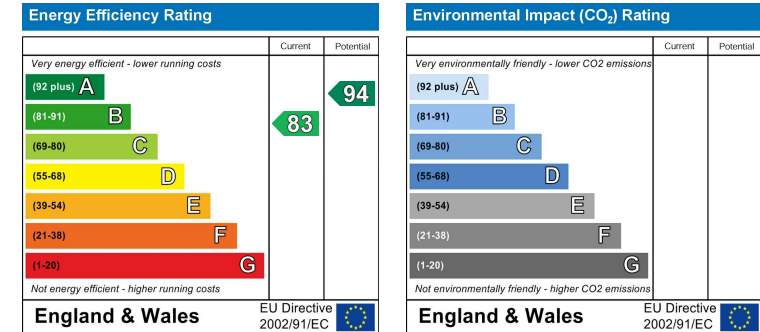 Energy Efficiency Rating
Current Potential
Very energy efficient - lower running costs
(92 plus) A
94
(81-91) B
83
(69-80) C
(55-68) D
(39-54) E
(21-38) F
(1-20) G
Not energy efficient - higher running costs
England & Wales
EU Directive
2002/91/EC
Environmental Impact (CO₂) Rating
Current Potential
Very environmentally friendly - lower CO2 emissions
(92 plus) A
(81-91) B
(69-80) C
(55-68) D
(39-54) E
(21-38) F
(1-20) G
Not environmentally friendly - higher CO2 emissions
England & Wales
EU Directive
2002/91/EC